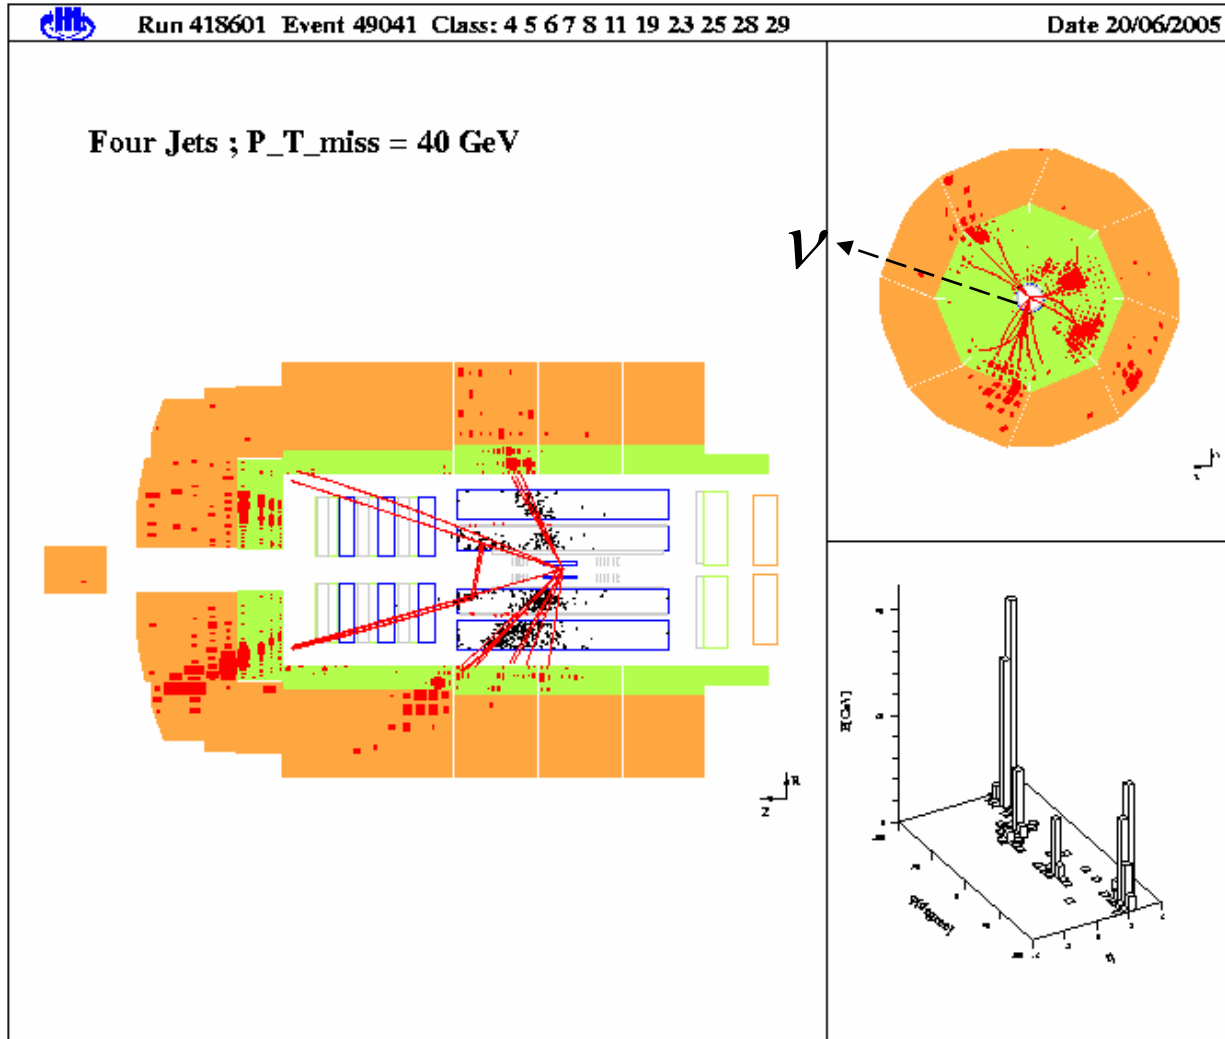 Run 418601 Event 49041 Class: 4 5 6 7 8 11 19 23 25 28 29 Date 20/06/2005
Four Jets ; P_T_miss = 40 GeV
ν
R
Z
E[GeV]
φ[degree]
η